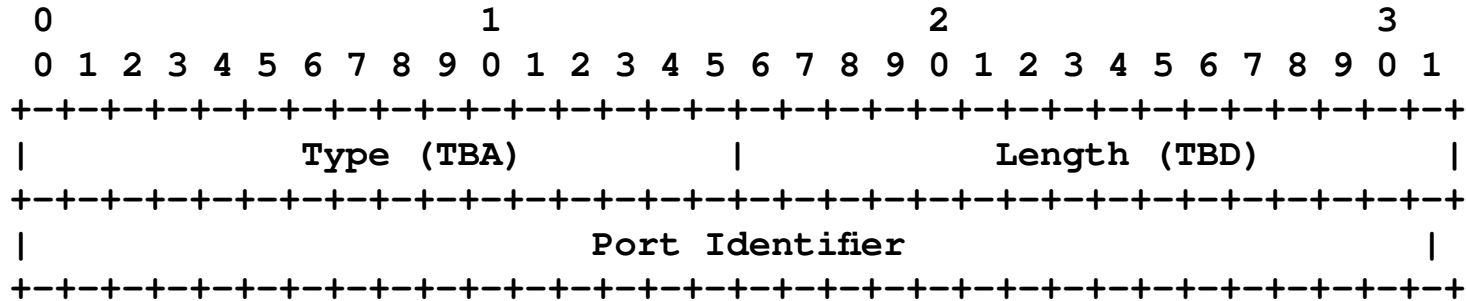 0                   1                   2                   3
 0 1 2 3 4 5 6 7 8 9 0 1 2 3 4 5 6 7 8 9 0 1 2 3 4 5 6 7 8 9 0 1
+-+-+-+-+-+-+-+-+-+-+-+-+-+-+-+-+-+-+-+-+-+-+-+-+-+-+-+-+-+-+-+-+
|            Type (TBA)         |           Length (TBD)        |
+-+-+-+-+-+-+-+-+-+-+-+-+-+-+-+-+-+-+-+-+-+-+-+-+-+-+-+-+-+-+-+-+
|                         Port Identifier                      |
+-+-+-+-+-+-+-+-+-+-+-+-+-+-+-+-+-+-+-+-+-+-+-+-+-+-+-+-+-+-+-+-+